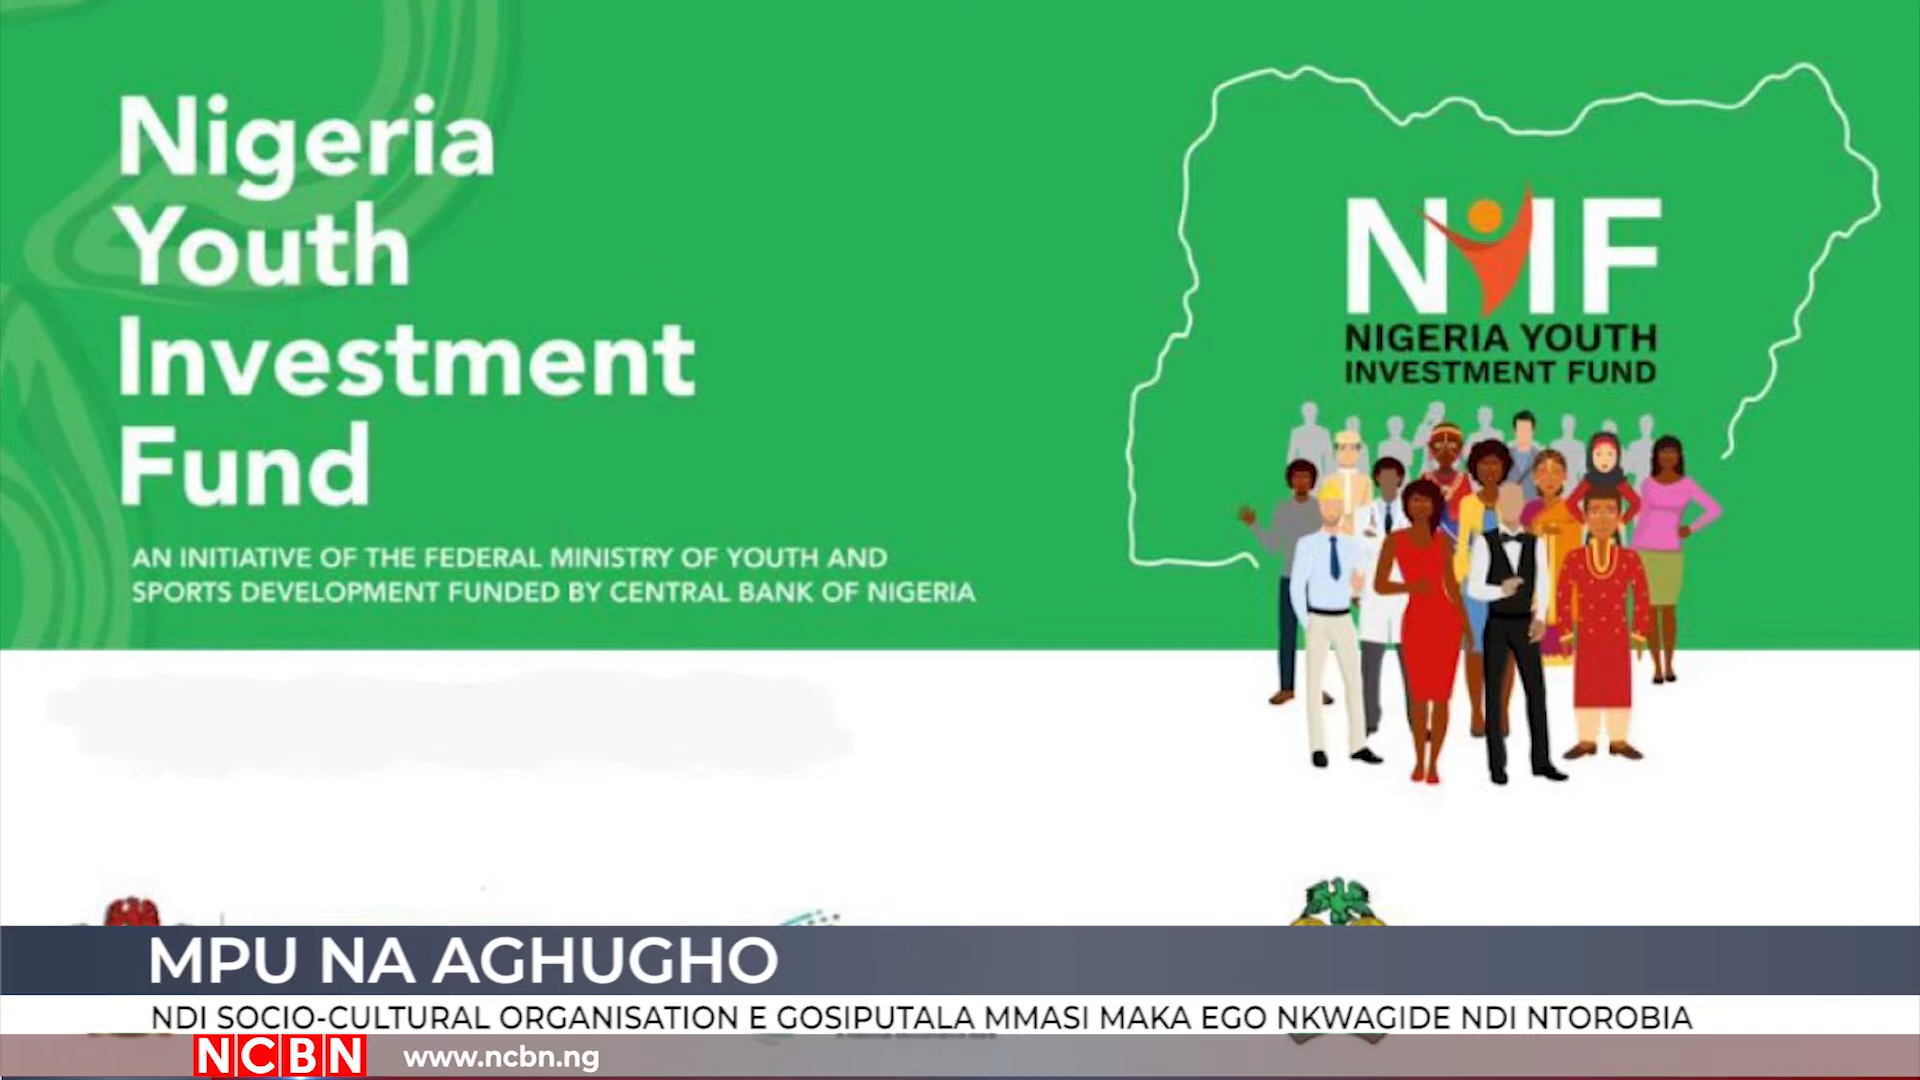 Nigeria
Youth
Investment
Fund
AN INITIATIVE OF THE FEDERAL MINISTRY OF YOUTH AND
SPORTS DEVELOPMENT FUNDED BY CENTRAL BANK OF NIGERIA
NYIF
NIGERIA YOUTH
INVESTMENT FUND
MPU NA AGHUGHO
NDI SOCIO-CULTURAL ORGANISATION E GOSIPUTALA MMASI MAKA EGO NKWAGIDE NDI NTOROBIA
NCBN
www.ncbn.ng